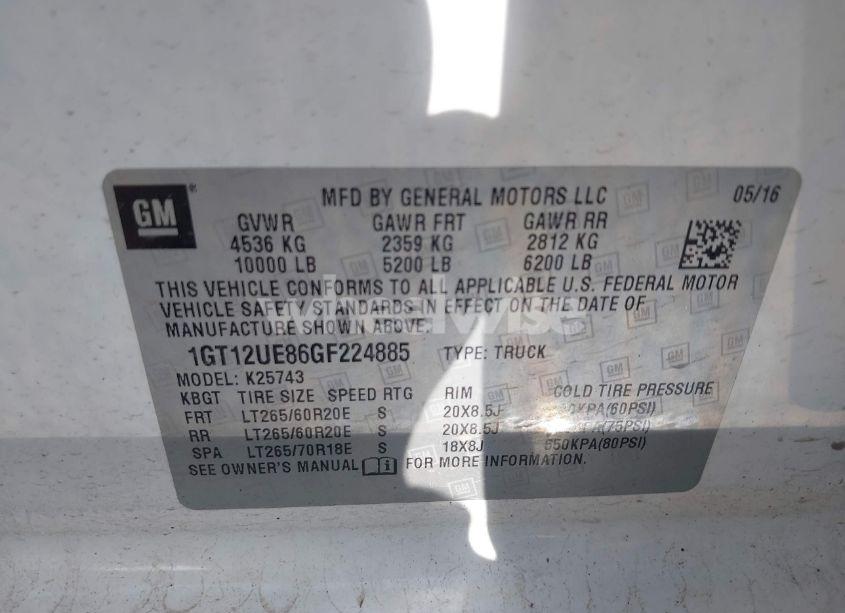 GM ®
MFD BY GENERAL MOTORS LLC 05/16
GVWR GAWR FRT GAWR RR
4536 KG 2359 KG 2812 KG
10000 LB 5200 LB 6200 LB
THIS VEHICLE CONFORMS TO ALL APPLICABLE U.S. FEDERAL MOTOR
VEHICLE SAFETY STANDARDS IN EFFECT ON THE DATE OF
MANUFACTURE SHOWN ABOVE.
1GT12UE86GF224885 TYPE: TRUCK
MODEL: K25743
KBGT TIRE SIZE SPEED RTG RIM COLD TIRE PRESSURE
FRT LT265/60R20E S 20X8.5J (60PSI)
RR LT265/60R20E S 20X8.5J (75PSI)
SPA LT265/70R18E S 18X8J 550KPA(80PSI)
SEE OWNER'S MANUAL FOR MORE INFORMATION.